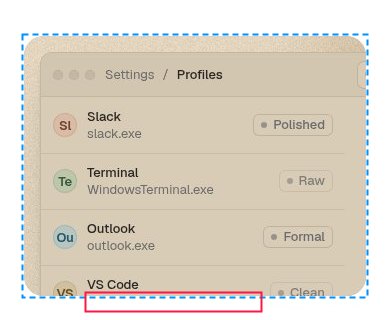 Settings / Profiles
Sl
Slack
slack.exe
Polished
Te
Terminal
WindowsTerminal.exe
Raw
Ou
Outlook
outlook.exe
Formal
VS
VS Code
Clean